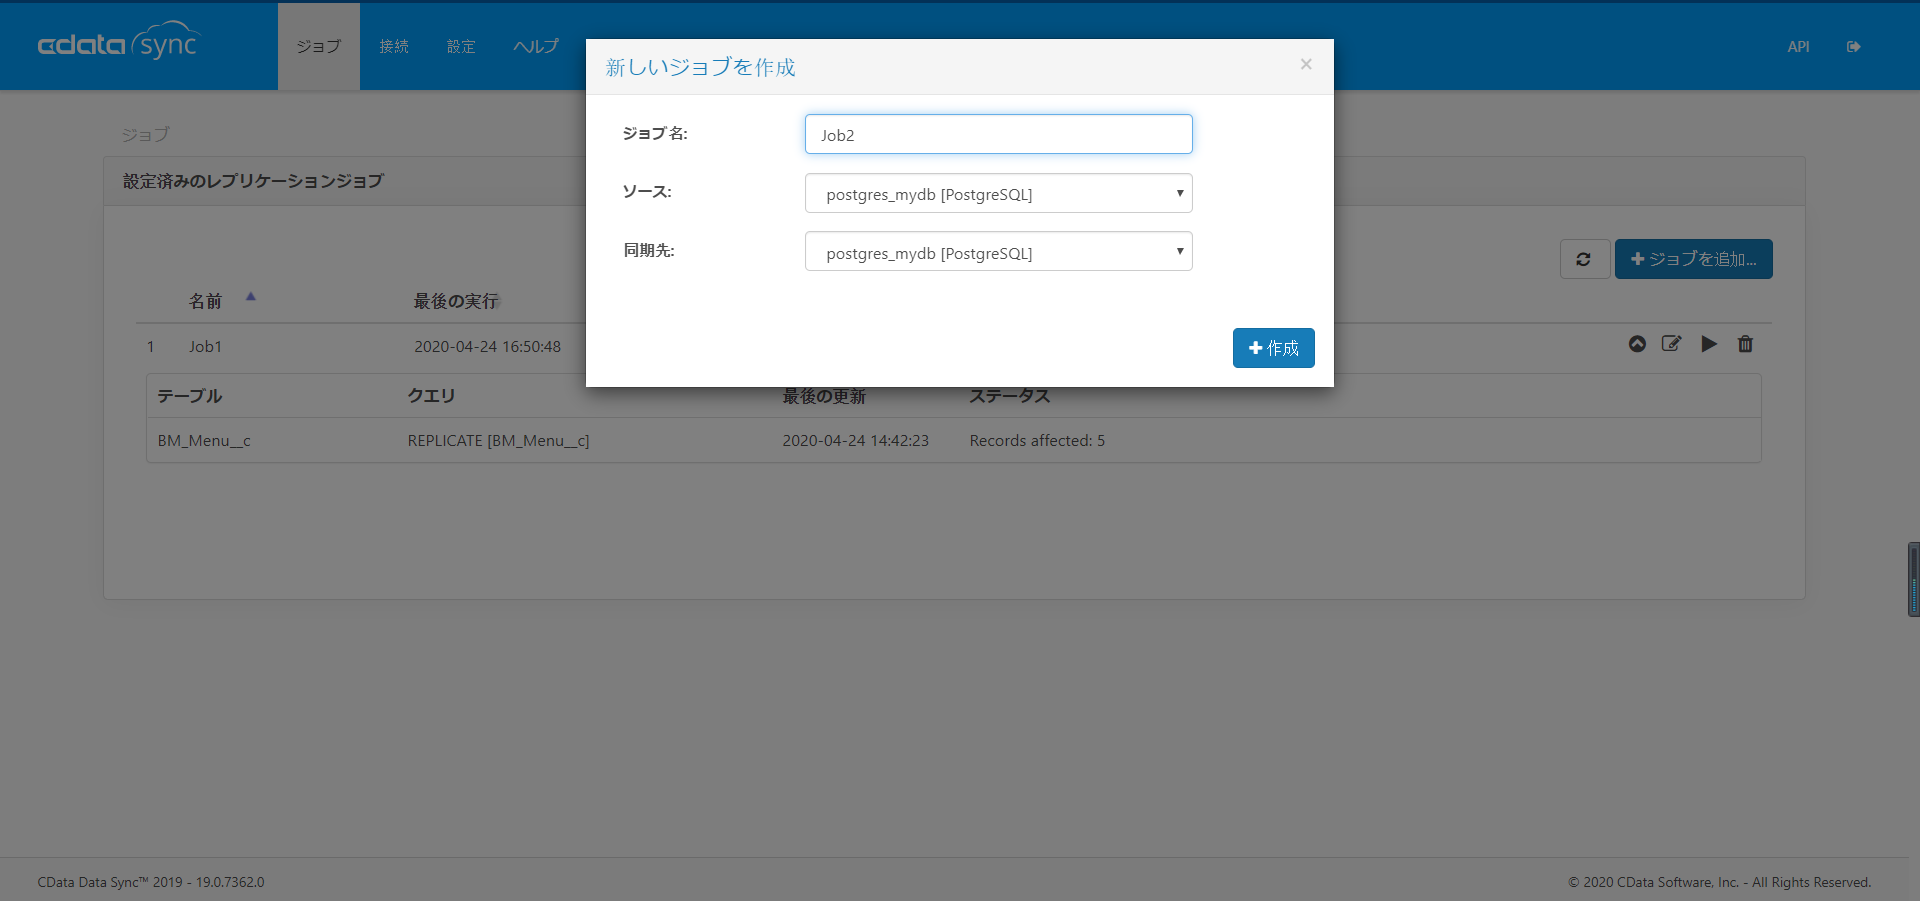 cdata sync
ジョブ
接続
設定
ヘルプ
API
新しいジョブを作成
×
ジョブ名:
Job2
ソース:
postgres_mydb [PostgreSQL]
同期先:
postgres_mydb [PostgreSQL]
作成
ジョブ
設定済みのレプリケーションジョブ
ジョブを追加...
名前
最後の実行
1
Job1
2020-04-24 16:50:48
テーブル
クエリ
最後の更新
ステータス
BM_Menu__c
REPLICATE [BM_Menu__c]
2020-04-24 14:42:23
Records affected: 5
CData Data Sync™ 2019 - 19.0.7362.0
© 2020 CData Software, Inc. - All Rights Reserved.